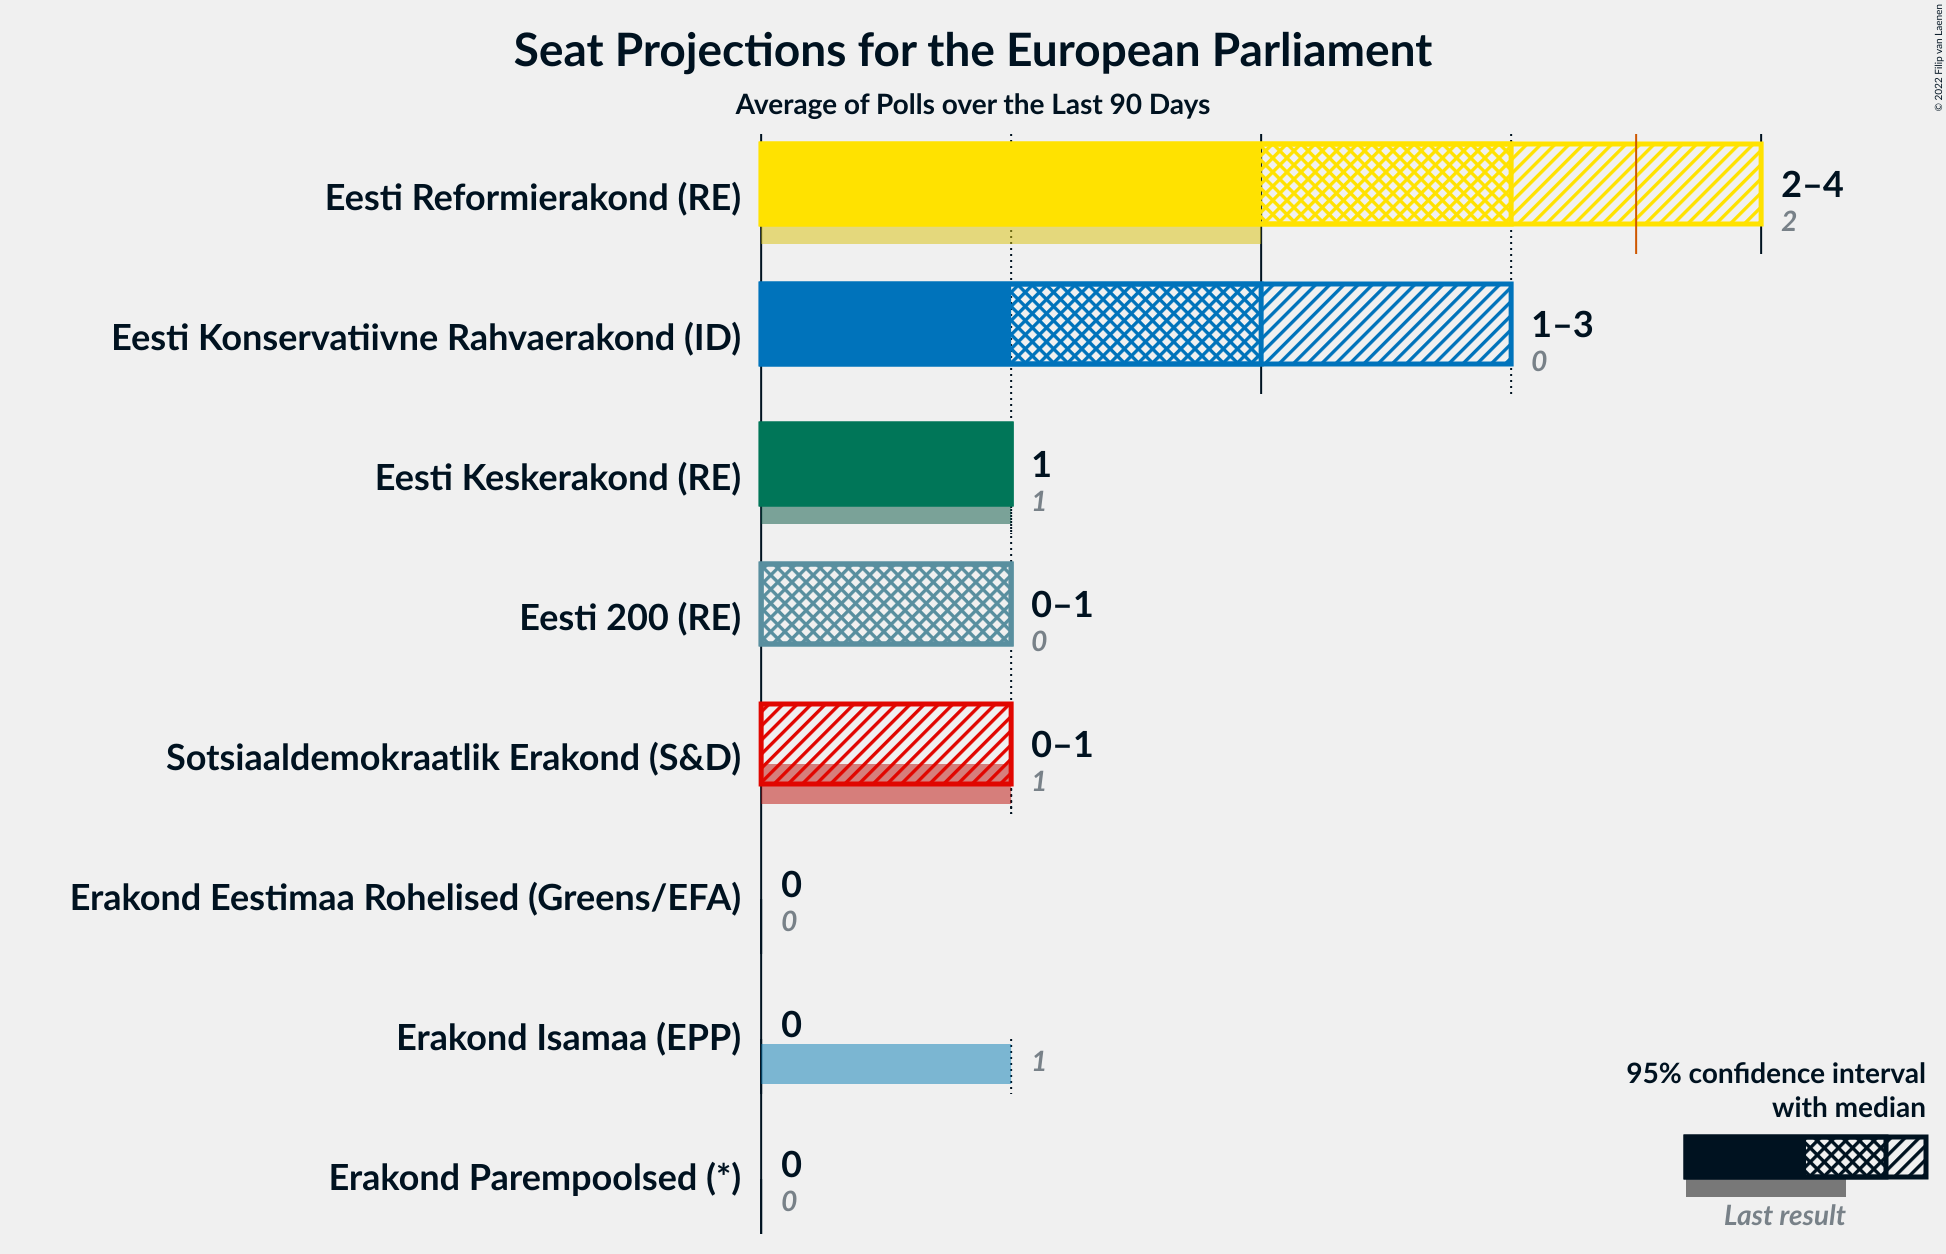 Seat Projections for the European Parliament
Average of Polls over the Last 90 Days
© 2022 Filip van Laenen
Eesti Reformierakond (RE)
2–4
2
Eesti Konservatiivne Rahvaerakond (ID)
1–3
0
Eesti Keskerakond (RE)
1
1
Eesti 200 (RE)
0–1
0
Sotsiaaldemokraatlik Erakond (S&D)
0–1
1
Erakond Eestimaa Rohelised (Greens/EFA)
0
0
Erakond Isamaa (EPP)
0
1
Erakond Parempoolsed (*)
0
0
95% confidence interval
with median
Last result